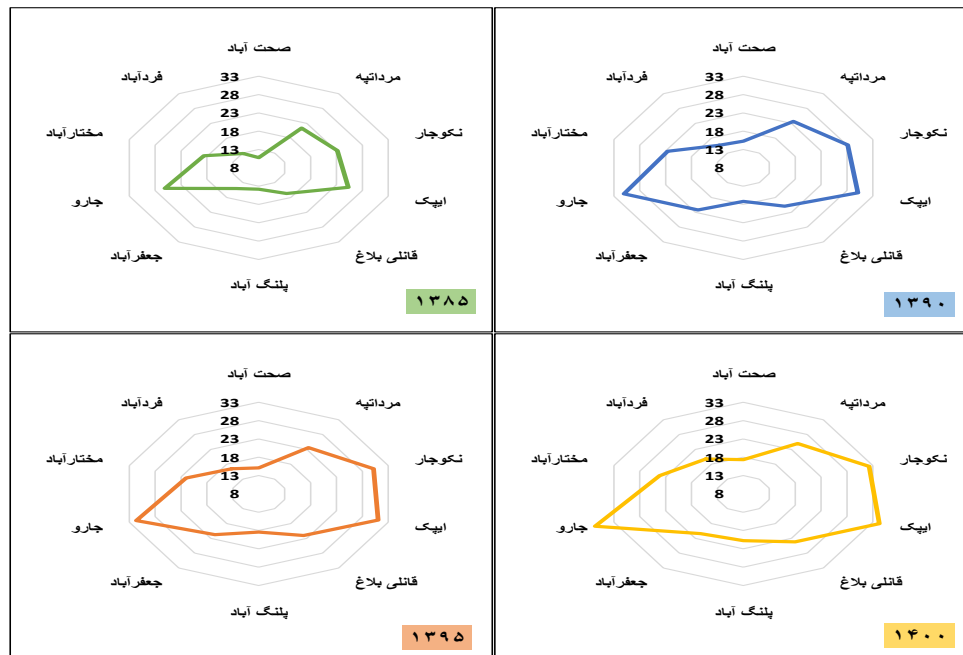 صحت آباد
مرداتپه
نکوجار
ایپک
قانلی بلاغ
پلنگ آباد
جعفرآباد
جارو
مختارآباد
فردآباد
33
28
23
18
13
8
۱۳۸۵
صحت آباد
مرداتپه
نکوجار
ایپک
قانلی بلاغ
پلنگ آباد
جعفرآباد
جارو
مختارآباد
فردآباد
33
28
23
18
13
8
۱۳۹۰
صحت آباد
مرداتپه
نکوجار
ایپک
قانلی بلاغ
پلنگ آباد
جعفرآباد
جارو
مختارآباد
فردآباد
33
28
23
18
13
8
۱۳۹۵
صحت آباد
مرداتپه
نکوجار
ایپک
قانلی بلاغ
پلنگ آباد
جعفرآباد
جارو
مختارآباد
فردآباد
33
28
23
18
13
8
۱۴۰۰